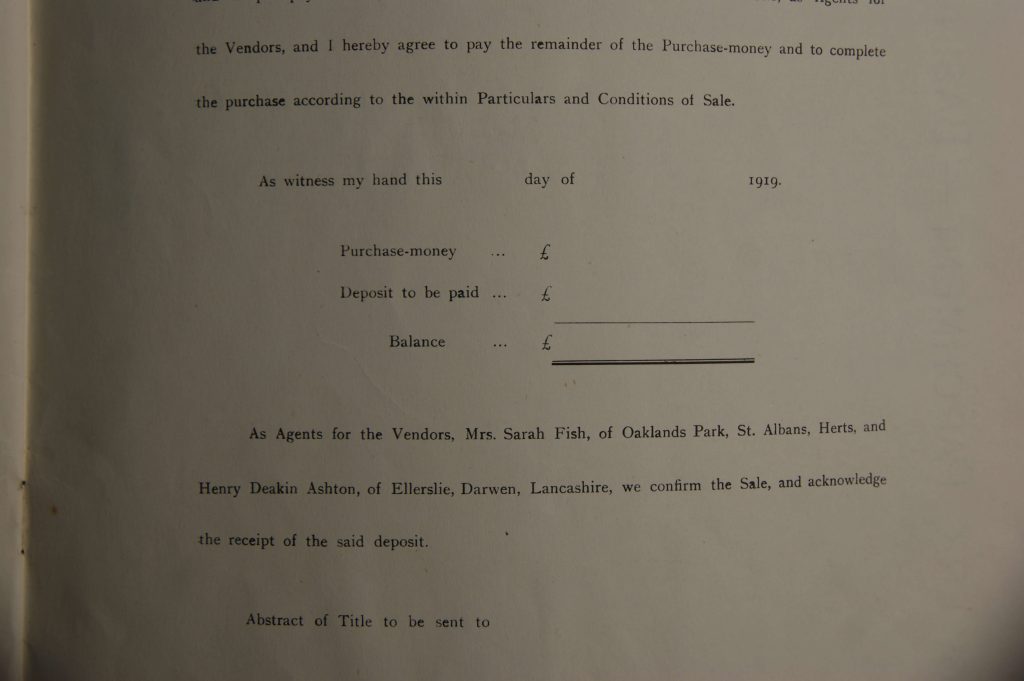 Agents for
the Vendors, and I hereby agree to pay the remainder of the Purchase-money and to complete
the purchase according to the within Particulars and Conditions of Sale.
As witness my hand this day of 1919.
Purchase-money ... £
Deposit to be paid ... £
Balance ... £
As Agents for the Vendors, Mrs. Sarah Fish, of Oaklands Park, St. Albans, Herts, and
Henry Deakin Ashton, of Ellerslie, Darwen, Lancashire, we confirm the Sale, and acknowledge
the receipt of the said deposit.
Abstract of Title to be sent to